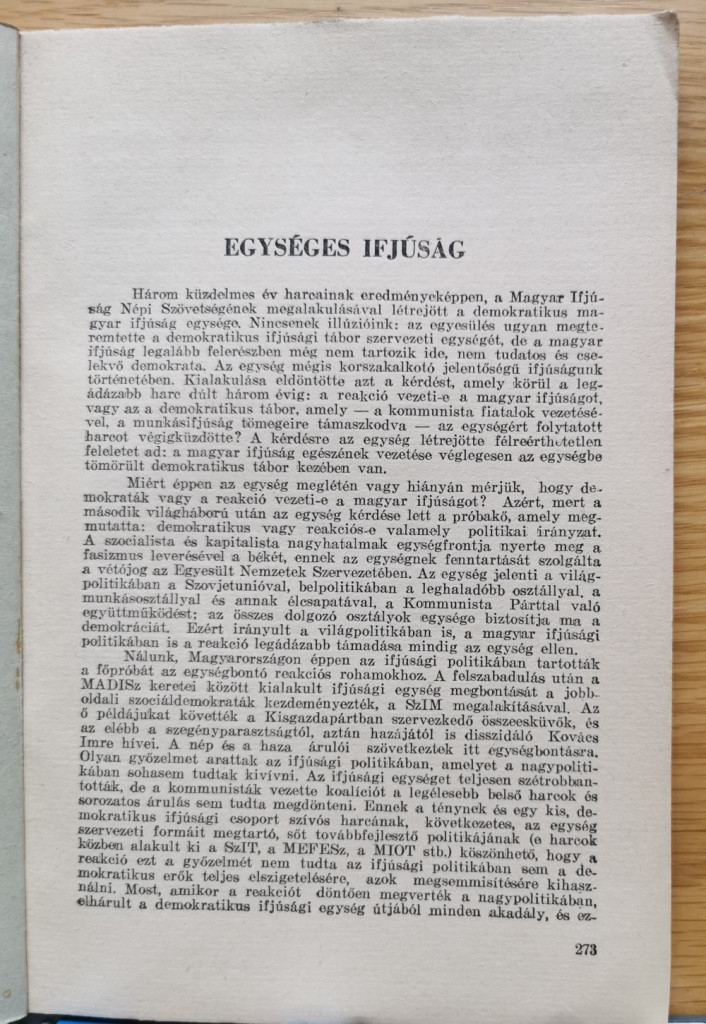 EGYSÉGES IFJÚSÁG
Három küzdelmes év harcainak eredményeképpen, a Magyar Ifjú-
ság Népi Szövetségének megalakulásával létrejött a demokratikus ma-
gyar ifjúság egysége. Nincsenek illúzióink: az egyesülés ugyan megte-
remtette a demokratikus ifjúsági tábor szervezeti egységét, de a magyar
ifjúság legalább felerészben még nem tartozik ide, nem tudatos és cse-
lekvő demokrata. Az egység mégis korszakalkotó jelentőségű ifjúságunk
történetében. Kialakulása eldöntötte azt a kérdést, amely körül a leg-
ádázabb harc dúlt három évig: a reakció vezeti-e a magyar ifjúságot,
vagy az a demokratikus tábor, amely — a kommunista fiatalok vezetésé-
vel, a munkásifjúság tömegeire támaszkodva — az egységért folytatott
harcot végigküzdötte? A kérdésre az egység létrejötte félreérthetetlen
feleletet ad: a magyar ifjúság egészének vezetése véglegesen az egységbe
tömörült demokratikus tábor kezében van.
Miért éppen az egység meglétén vagy hiányán mérjük, hogy de-
mokraták vagy a reakció vezeti-e a magyar ifjúságot? Azért, mert a
második világháború után az egység kérdése lett a próbakő, amely meg-
mutatta: demokratikus vagy reakciós-e valamely politikai irányzat.
A szocialista és kapitalista nagyhatalmak egységfrontja nyerte meg a
fasizmus leverésével a békét, ennek az egységnek fenntartását szolgálta
a vétójog az Egyesült Nemzetek Szervezetében. Az egység jelenti a világ-
politikában a Szovjetunióval, belpolitikában a leghaladóbb osztállyal, a
munkásosztállyal és annak élcsapatával, a Kommunista Párttal való
együttműködést: az összes dolgozó osztályok egysége biztosítja ma a
demokráciát. Ezért irányult a világpolitikában is, a magyar ifjúsági
politikában is a reakció legádázabb támadása mindig az egység ellen.
Nálunk, Magyarországon éppen az ifjúsági politikában tartották
a főpróbát az egységbontó reakciós rohamokhoz. A felszabadulás után a
MADISz keretei között kialakult ifjúsági egység megbontását a jobb-
oldali szociáldemokraták kezdeményezték, a SzIM megalakításával. Az
ő példájukat követték a Kisgazdapártban szervezkedő összeesküvők, és
az előbb a szegényparasztságtól, aztán hazájától is disszidáló Kovács
Imre hívei. A nép és a haza árulói szövetkeztek itt egységbontásra.
Olyan győzelmet arattak az ifjúsági politikában, amelyet a nagypoliti-
kában sohasem tudtak kivívni. Az ifjúsági egységet teljesen szétrobban-
tották, de a kommunisták vezette koalíciót a legélesebb belső harcok és
sorozatos árulás sem tudta megdönteni. Ennek a ténynek és egy kis, de-
mokratikus ifjúsági csoport szívós harcának, következetes, az egység
szervezeti formáit megtartó, sőt továbbfejlesztő politikájának (e harcok
közben alakult ki a SzIT, a MEFESz, a MIOT stb.) köszönhető, hogy a
reakció ezt a győzelmét nem tudta az ifjúsági politikában sem a de-
mokratikus erők teljes elszigetelésére, azok megsemmisítésére kihasz-
nálni. Most, amikor a reakciót döntően megverték a nagypolitikában,
elhárult a demokratikus ifjúsági egység útjából minden akadály, és ez-
273